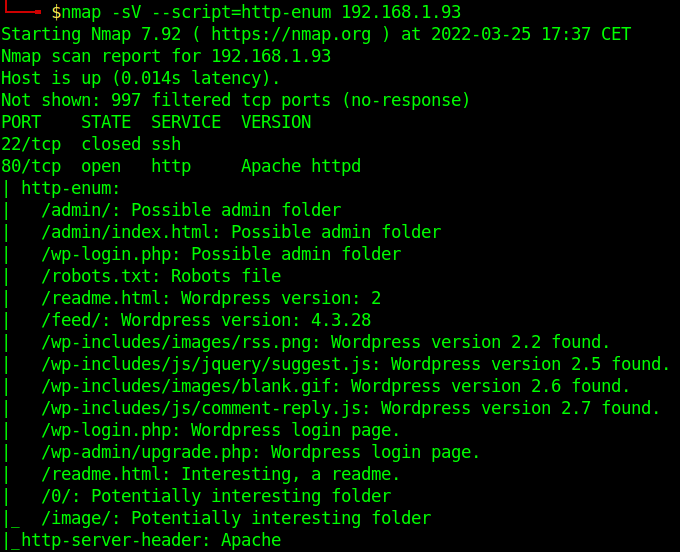 $nmap -sV --script=http-enum 192.168.1.93
Starting Nmap 7.92 ( https://nmap.org ) at 2022-03-25 17:37 CET
Nmap scan report for 192.168.1.93
Host is up (0.014s latency).
Not shown: 997 filtered tcp ports (no-response)
PORT    STATE  SERVICE  VERSION
22/tcp  closed ssh
80/tcp  open   http     Apache httpd
| http-enum:
|   /admin/: Possible admin folder
|   /admin/index.html: Possible admin folder
|   /wp-login.php: Possible admin folder
|   /robots.txt: Robots file
|   /readme.html: Wordpress version: 2
|   /feed/: Wordpress version: 4.3.28
|   /wp-includes/images/rss.png: Wordpress version 2.2 found.
|   /wp-includes/js/jquery/suggest.js: Wordpress version 2.5 found.
|   /wp-includes/images/blank.gif: Wordpress version 2.6 found.
|   /wp-includes/js/comment-reply.js: Wordpress version 2.7 found.
|   /wp-login.php: Wordpress login page.
|   /wp-admin/upgrade.php: Wordpress login page.
|   /readme.html: Interesting, a readme.
|   /0/: Potentially interesting folder
|_  /image/: Potentially interesting folder
|_http-server-header: Apache